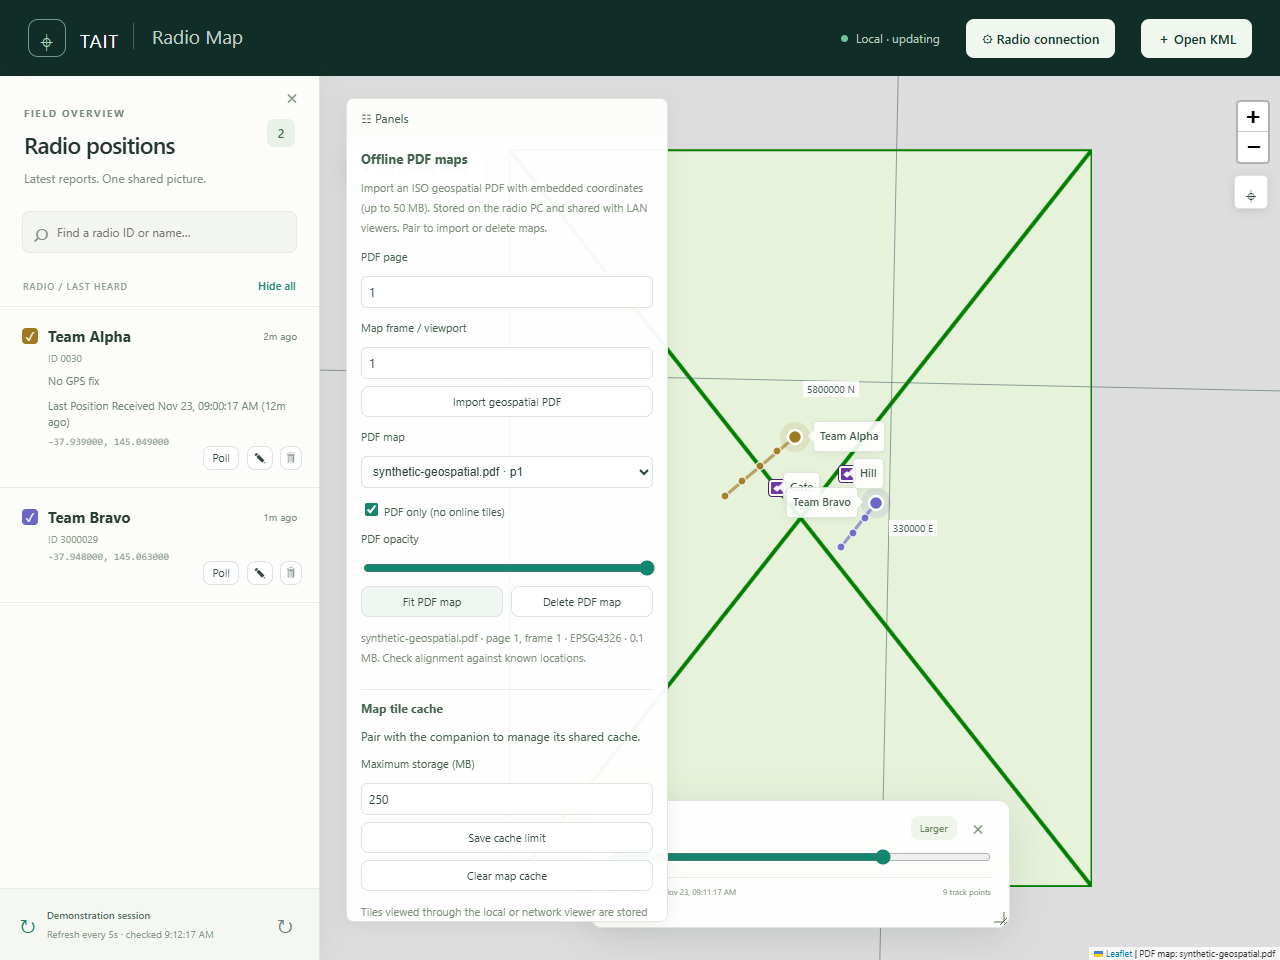 TAIT
Radio Map
Local · updating
Radio connection
+ Open KML
FIELD OVERVIEW
Radio positions
2
Latest reports. One shared picture.
Find a radio ID or name...
RADIO / LAST HEARD
Hide all
Team Alpha
2m ago
ID 0030
No GPS fix
Last Position Received Nov 23, 09:00:17 AM (12m
ago)
-37.939000, 145.049000
Poll
Team Bravo
1m ago
ID 3000029
-37.948000, 145.063000
Poll
Demonstration session
Refresh every 5s · checked 9:12:17 AM
Panels
Offline PDF maps
Import an ISO geospatial PDF with embedded coordinates
(up to 50 MB). Stored on the radio PC and shared with LAN
viewers. Pair to import or delete maps.
PDF page
1
Map frame / viewport
1
Import geospatial PDF
PDF map
synthetic-geospatial.pdf · p1
PDF only (no online tiles)
PDF opacity
Fit PDF map
Delete PDF map
synthetic-geospatial.pdf · page 1, frame 1 · EPSG:4326 · 0.1
MB. Check alignment against known locations.
Map tile cache
Pair with the companion to manage its shared cache.
Maximum storage (MB)
250
Save cache limit
Clear map cache
Tiles viewed through the local or network viewer are stored
+
−
5800000 N
Team Alpha
Hill
Gate
Team Bravo
330000 E
Larger
Nov 23, 09:11:17 AM
9 track points
Leaflet | PDF map: synthetic-geospatial.pdf